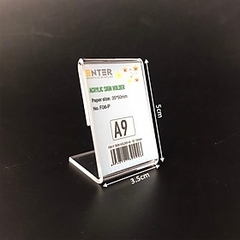 ENTER
ACRYLIC SIGN HOLDER
Paper size: 35*50mm
No. F06-P
A9
5cm
3.5cm